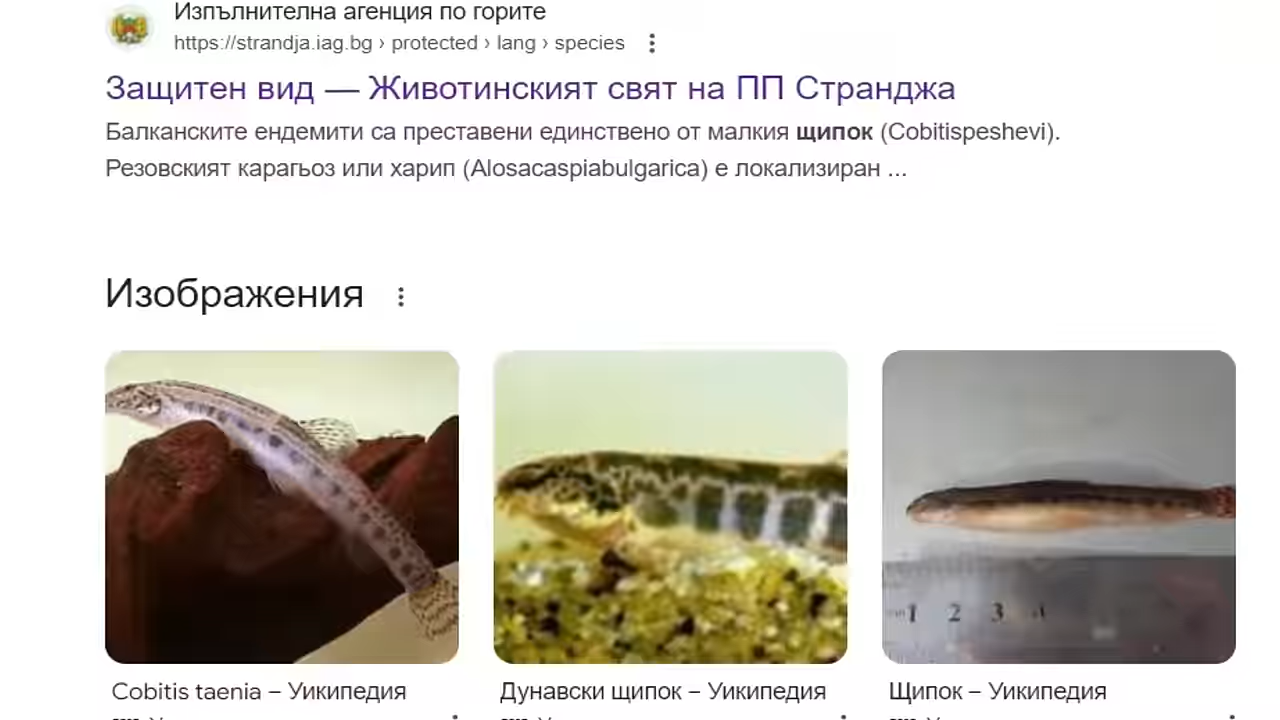 Изпълнителна агенция по горите
https://strandja.iag.bg › protected › lang › species
Защитен вид — Животинският свят на ПП Странджа
Балканските ендемити са преставени единствено от малкия щипок (Cobitispeshevi).
Резовският карагьоз или харип (Alosacaspiabulgarica) е локализиран ...
Изображения
1 2 3 4
Cobitis taenia – Уикипедия
Дунавски щипок – Уикипедия
Щипок – Уикипедия